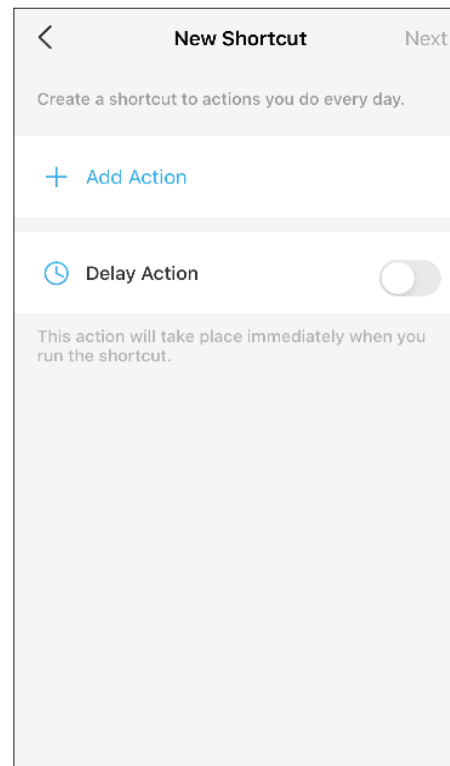 New Shortcut Next
Create a shortcut to actions you do every day.
Add Action
Delay Action
This action will take place immediately when you
run the shortcut.